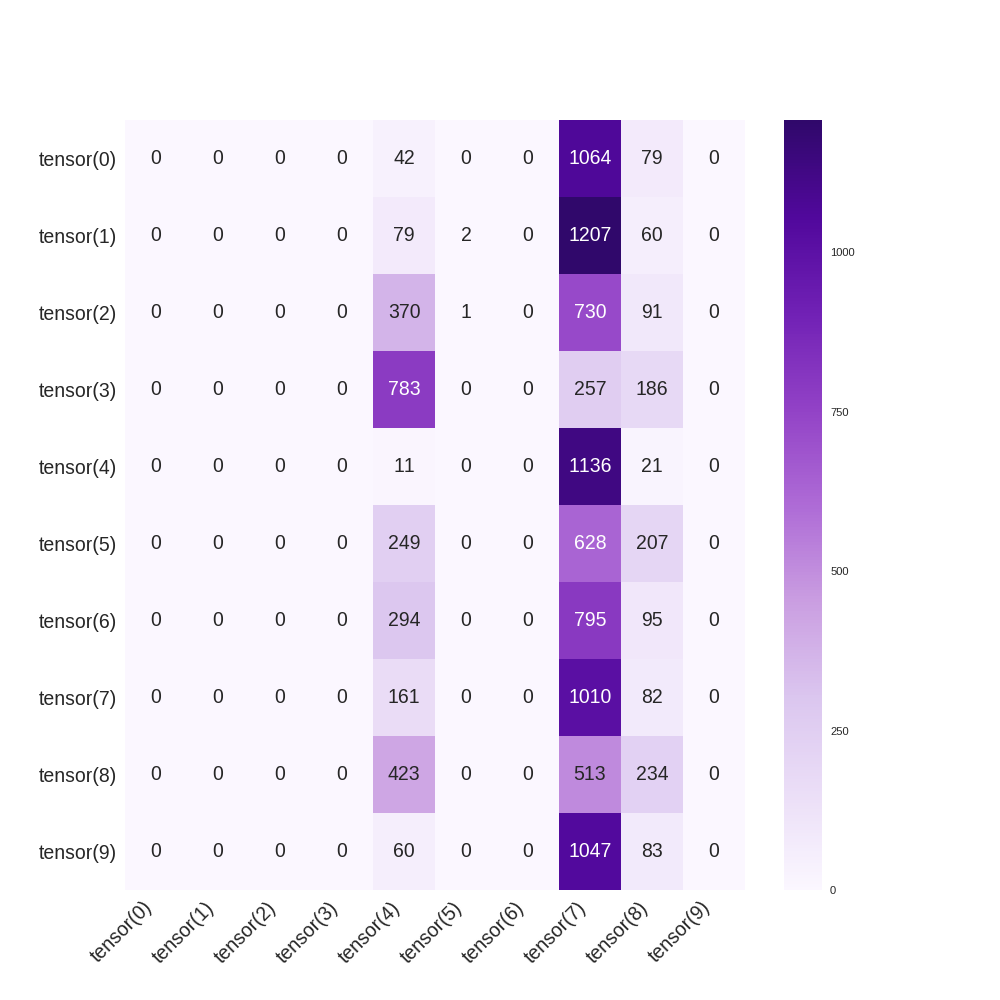 tensor(0) 0 0 0 0 42 0 0 1064 79 0
tensor(1) 0 0 0 0 79 2 0 1207 60 0
tensor(2) 0 0 0 0 370 1 0 730 91 0
tensor(3) 0 0 0 0 783 0 0 257 186 0
tensor(4) 0 0 0 0 11 0 0 1136 21 0
tensor(5) 0 0 0 0 249 0 0 628 207 0
tensor(6) 0 0 0 0 294 0 0 795 95 0
tensor(7) 0 0 0 0 161 0 0 1010 82 0
tensor(8) 0 0 0 0 423 0 0 513 234 0
tensor(9) 0 0 0 0 60 0 0 1047 83 0
tensor(0) tensor(1) tensor(2) tensor(3) tensor(4) tensor(5) tensor(6) tensor(7) tensor(8) tensor(9)
1000
750
500
250
0